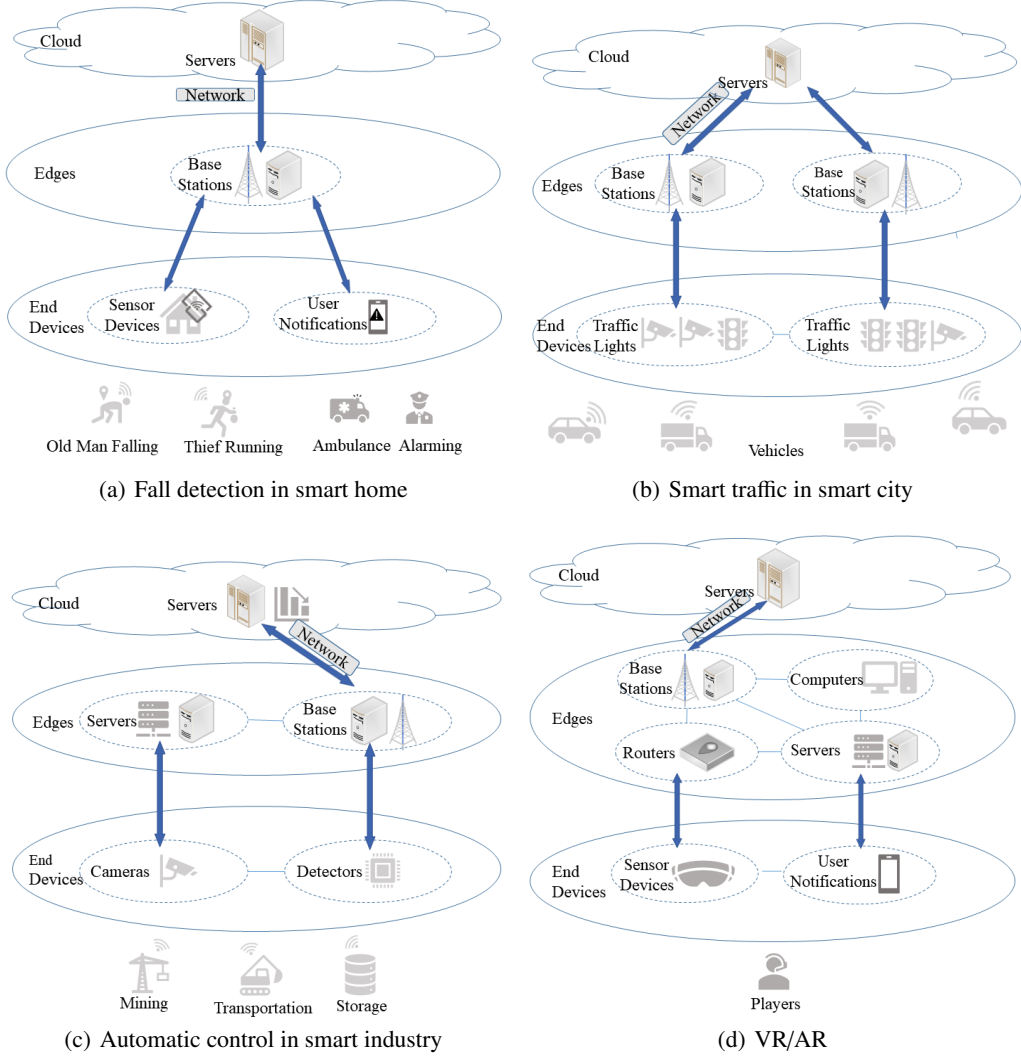 Cloud
Servers
Network
Edges
Base
Stations
End
Devices
Sensor
Devices
User
Notifications
Old Man Falling
Thief Running
Ambulance
Alarming
(a) Fall detection in smart home
Cloud
Servers
Network
Edges
Base
Stations
Base
Stations
End
Devices
Traffic
Lights
Traffic
Lights
Vehicles
(b) Smart traffic in smart city
Cloud
Servers
Network
Edges
Servers
Base
Stations
End
Devices
Cameras
Detectors
Mining
Transportation
Storage
(c) Automatic control in smart industry
Cloud
Servers
Network
Base
Stations
Computers
Edges
Routers
Servers
End
Devices
Sensor
Devices
User
Notifications
Players
(d) VR/AR